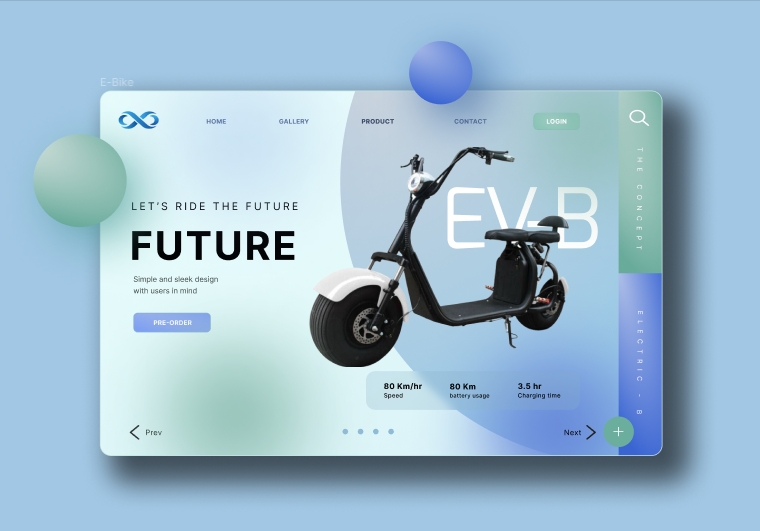 E-Bike
HOME GALLERY PRODUCT CONTACT LOGIN
LET'S RIDE THE FUTURE
FUTURE
Simple and sleek design
with users in mind
PRE-ORDER
EV-B
80 Km/hr
Speed
80 Km
battery usage
3.5 hr
Charging time
Prev
Next
THE CONCEPT
ELECTRIC - B